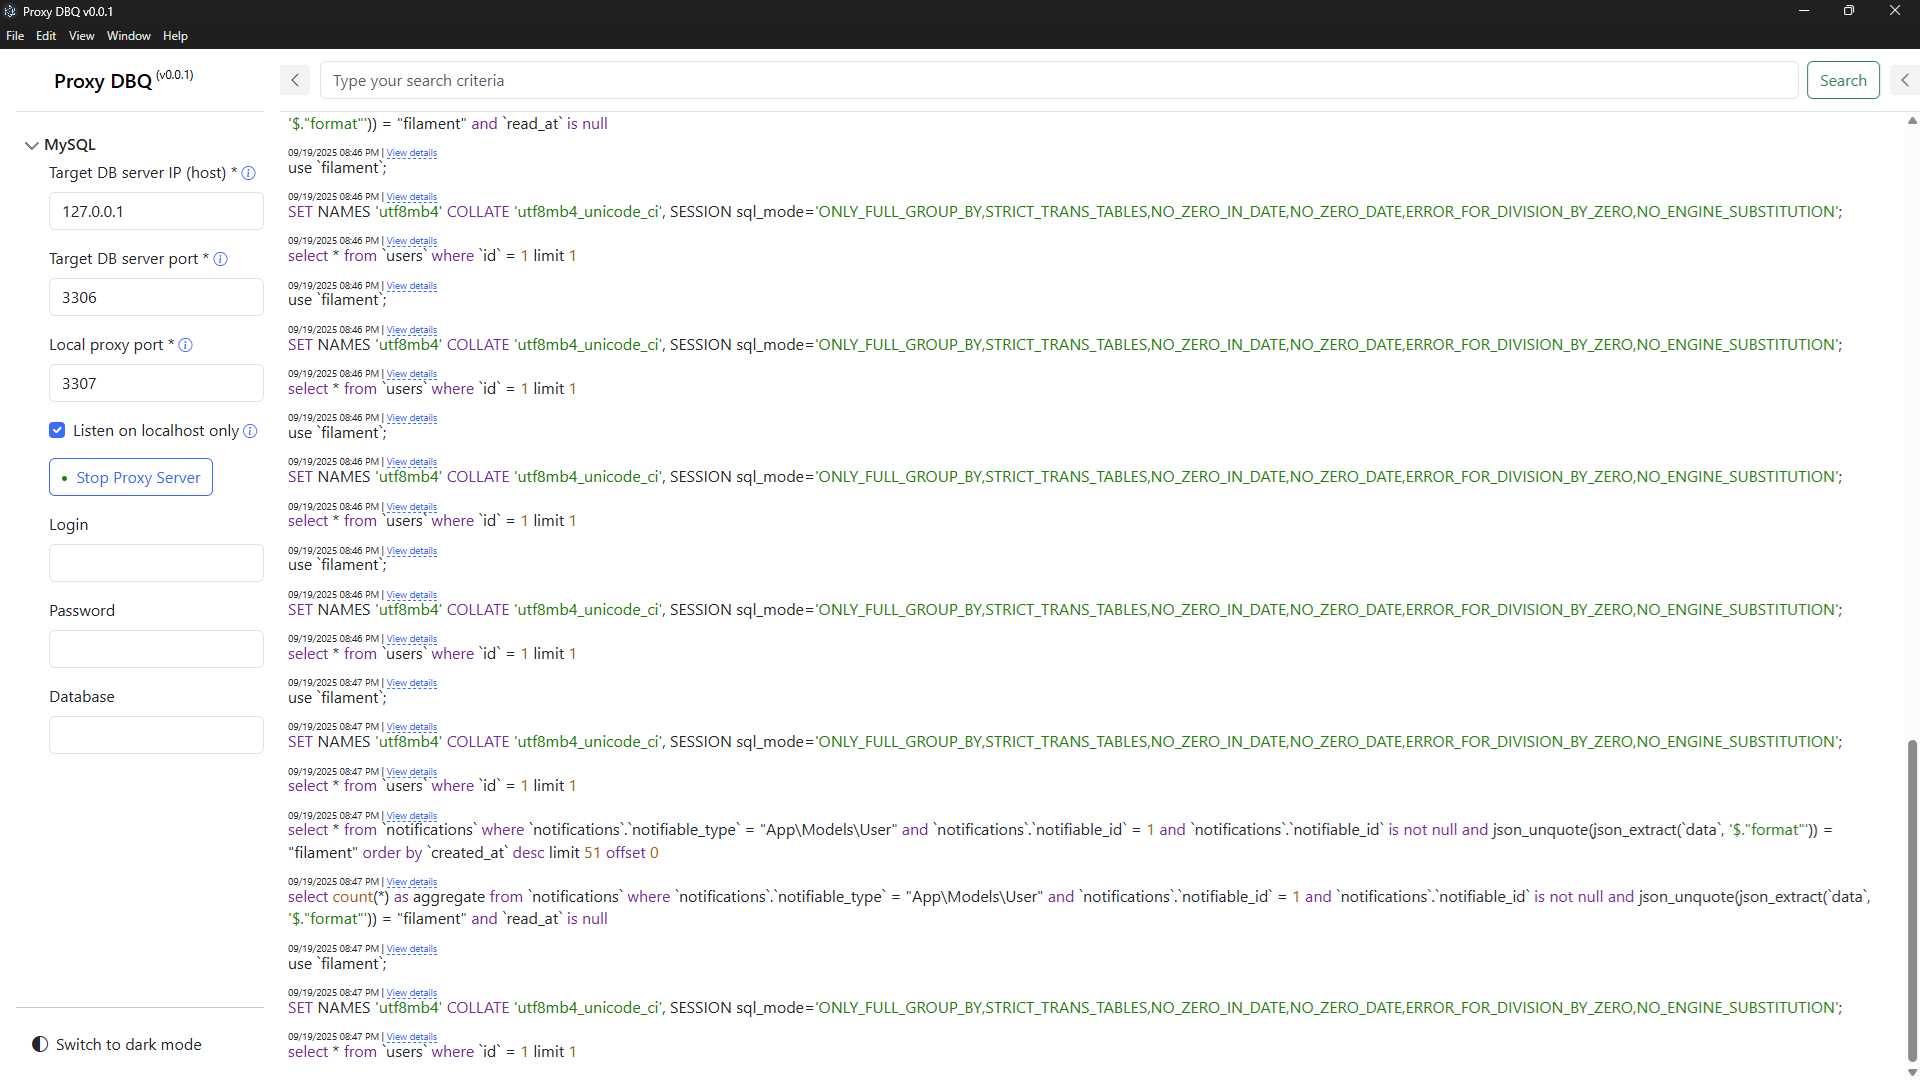 Proxy DBQ v0.0.1
File Edit View Window Help
Proxy DBQ (v0.0.1)
Type your search criteria
Search
MySQL
Target DB server IP (host) *
127.0.0.1
Target DB server port *
3306
Local proxy port *
3307
Listen on localhost only
Stop Proxy Server
Login
Password
Database
Switch to dark mode
'$."format"')) = "filament" and `read_at` is null
09/19/2025 08:46 PM | View details
use `filament`;
09/19/2025 08:46 PM | View details
SET NAMES 'utf8mb4' COLLATE 'utf8mb4_unicode_ci', SESSION sql_mode='ONLY_FULL_GROUP_BY,STRICT_TRANS_TABLES,NO_ZERO_IN_DATE,NO_ZERO_DATE,ERROR_FOR_DIVISION_BY_ZERO,NO_ENGINE_SUBSTITUTION';
09/19/2025 08:46 PM | View details
select * from `users` where `id` = 1 limit 1
09/19/2025 08:46 PM | View details
use `filament`;
09/19/2025 08:46 PM | View details
SET NAMES 'utf8mb4' COLLATE 'utf8mb4_unicode_ci', SESSION sql_mode='ONLY_FULL_GROUP_BY,STRICT_TRANS_TABLES,NO_ZERO_IN_DATE,NO_ZERO_DATE,ERROR_FOR_DIVISION_BY_ZERO,NO_ENGINE_SUBSTITUTION';
09/19/2025 08:46 PM | View details
select * from `users` where `id` = 1 limit 1
09/19/2025 08:46 PM | View details
use `filament`;
09/19/2025 08:46 PM | View details
SET NAMES 'utf8mb4' COLLATE 'utf8mb4_unicode_ci', SESSION sql_mode='ONLY_FULL_GROUP_BY,STRICT_TRANS_TABLES,NO_ZERO_IN_DATE,NO_ZERO_DATE,ERROR_FOR_DIVISION_BY_ZERO,NO_ENGINE_SUBSTITUTION';
09/19/2025 08:46 PM | View details
select * from `users` where `id` = 1 limit 1
09/19/2025 08:46 PM | View details
use `filament`;
09/19/2025 08:46 PM | View details
SET NAMES 'utf8mb4' COLLATE 'utf8mb4_unicode_ci', SESSION sql_mode='ONLY_FULL_GROUP_BY,STRICT_TRANS_TABLES,NO_ZERO_IN_DATE,NO_ZERO_DATE,ERROR_FOR_DIVISION_BY_ZERO,NO_ENGINE_SUBSTITUTION';
09/19/2025 08:46 PM | View details
select * from `users` where `id` = 1 limit 1
09/19/2025 08:47 PM | View details
use `filament`;
09/19/2025 08:47 PM | View details
SET NAMES 'utf8mb4' COLLATE 'utf8mb4_unicode_ci', SESSION sql_mode='ONLY_FULL_GROUP_BY,STRICT_TRANS_TABLES,NO_ZERO_IN_DATE,NO_ZERO_DATE,ERROR_FOR_DIVISION_BY_ZERO,NO_ENGINE_SUBSTITUTION';
09/19/2025 08:47 PM | View details
select * from `users` where `id` = 1 limit 1
09/19/2025 08:47 PM | View details
select * from `notifications` where `notifications`.`notifiable_type` = "App\Models\User" and `notifications`.`notifiable_id` = 1 and `notifications`.`notifiable_id` is not null and json_unquote(json_extract(`data`, '$."format"')) =
"filament" order by `created_at` desc limit 51 offset 0
09/19/2025 08:47 PM | View details
select count(*) as aggregate from `notifications` where `notifications`.`notifiable_type` = "App\Models\User" and `notifications`.`notifiable_id` = 1 and `notifications`.`notifiable_id` is not null and json_unquote(json_extract(`data`,
'$."format"')) = "filament" and `read_at` is null
09/19/2025 08:47 PM | View details
use `filament`;
09/19/2025 08:47 PM | View details
SET NAMES 'utf8mb4' COLLATE 'utf8mb4_unicode_ci', SESSION sql_mode='ONLY_FULL_GROUP_BY,STRICT_TRANS_TABLES,NO_ZERO_IN_DATE,NO_ZERO_DATE,ERROR_FOR_DIVISION_BY_ZERO,NO_ENGINE_SUBSTITUTION';
09/19/2025 08:47 PM | View details
select * from `users` where `id` = 1 limit 1